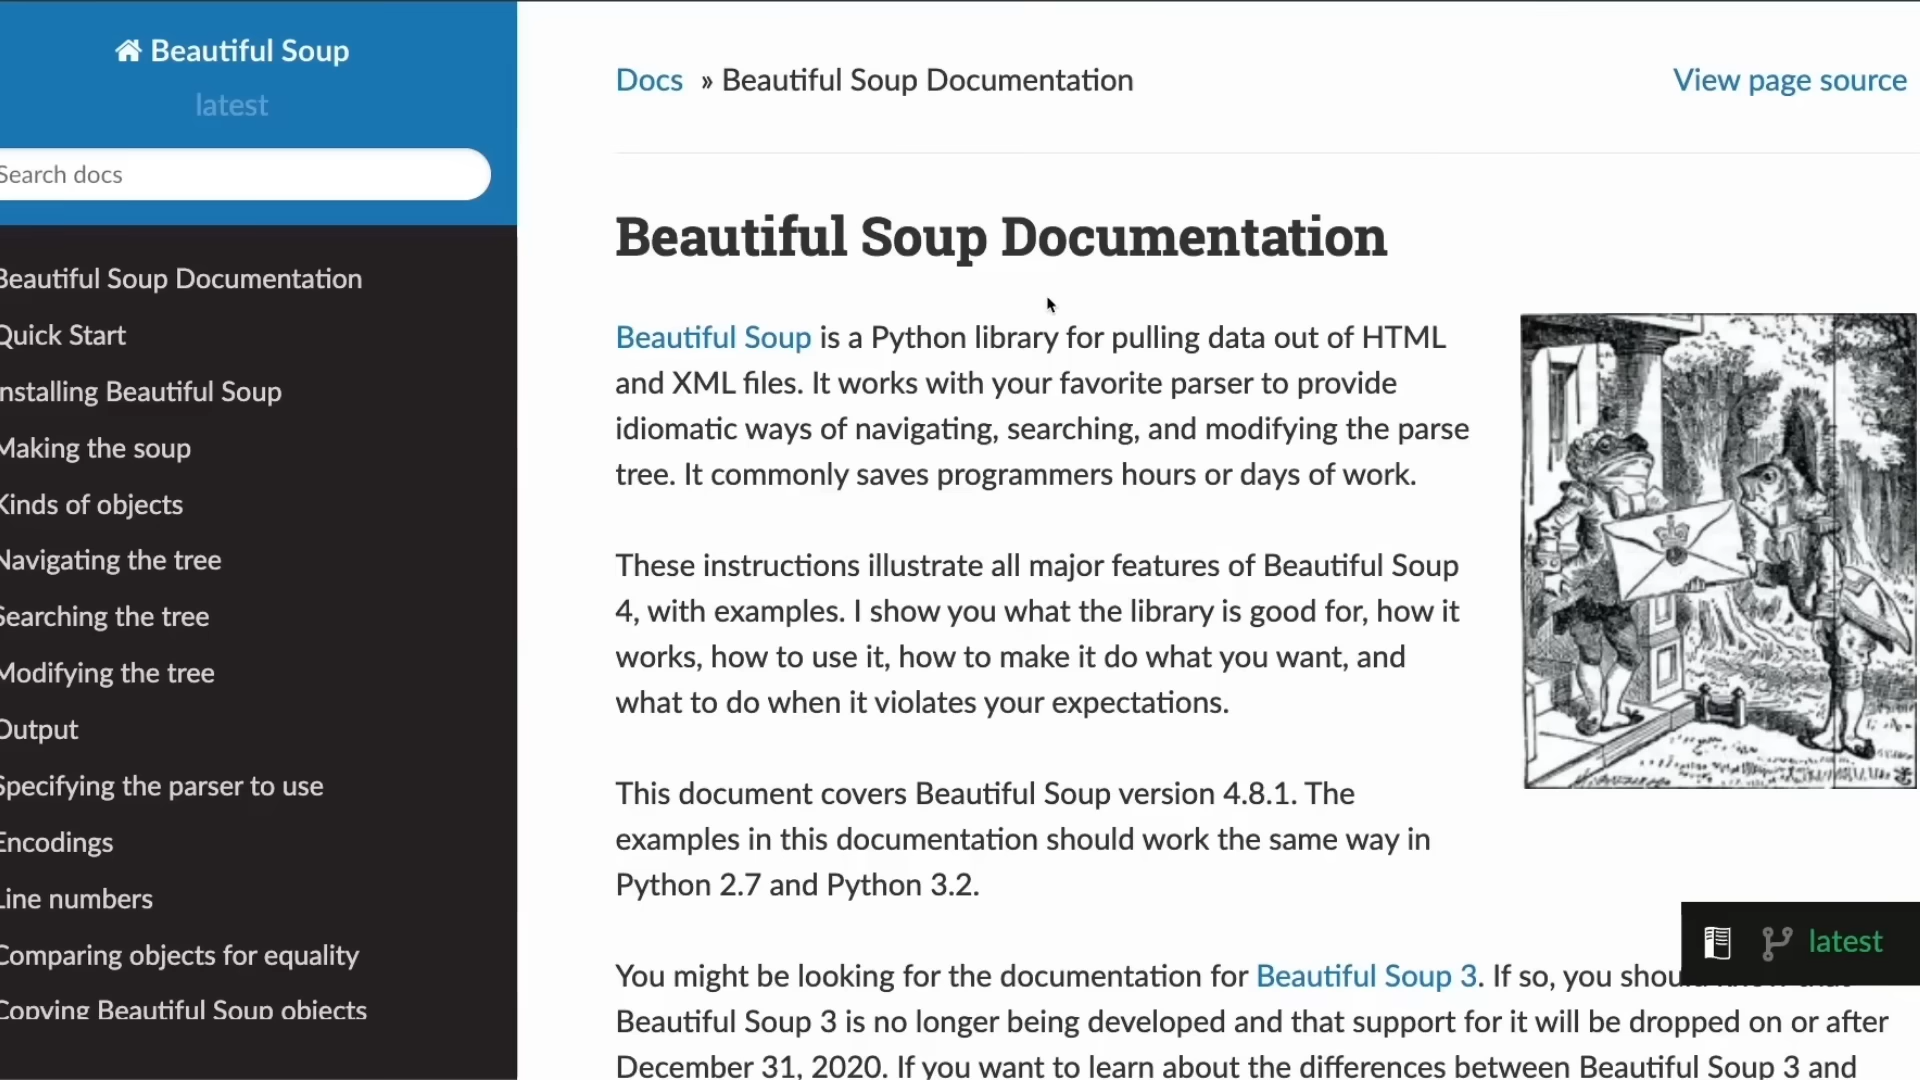 Beautiful Soup
latest
Search docs
Beautiful Soup Documentation
Quick Start
Installing Beautiful Soup
Making the soup
Kinds of objects
Navigating the tree
Searching the tree
Modifying the tree
Output
Specifying the parser to use
Encodings
Line numbers
Comparing objects for equality
Copying Beautiful Soup objects
Docs » Beautiful Soup Documentation
View page source
Beautiful Soup Documentation
Beautiful Soup is a Python library for pulling data out of HTML
and XML files. It works with your favorite parser to provide
idiomatic ways of navigating, searching, and modifying the parse
tree. It commonly saves programmers hours or days of work.
These instructions illustrate all major features of Beautiful Soup
4, with examples. I show you what the library is good for, how it
works, how to use it, how to make it do what you want, and
what to do when it violates your expectations.
This document covers Beautiful Soup version 4.8.1. The
examples in this documentation should work the same way in
Python 2.7 and Python 3.2.
You might be looking for the documentation for Beautiful Soup 3. If so, you
Beautiful Soup 3 is no longer being developed and that support for it will be dropped on or after
December 31, 2020. If you want to learn about the differences between Beautiful Soup 3 and
latest